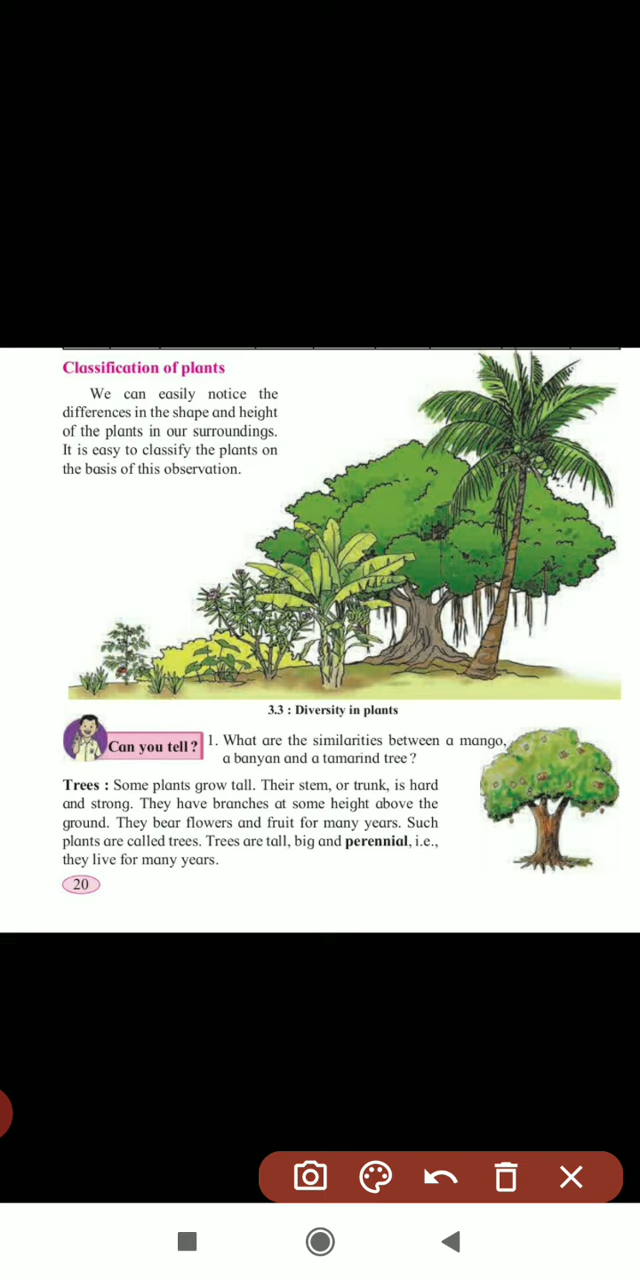 Classification of plants
We can easily notice the
differences in the shape and height
of the plants in our surroundings.
It is easy to classify the plants on
the basis of this observation.
3.3 : Diversity in plants
Can you tell ?
1. What are the similarities between a mango,
a banyan and a tamarind tree ?
Trees : Some plants grow tall. Their stem, or trunk, is hard
and strong. They have branches at some height above the
ground. They bear flowers and fruit for many years. Such
plants are called trees. Trees are tall, big and perennial, i.e.,
they live for many years.
20